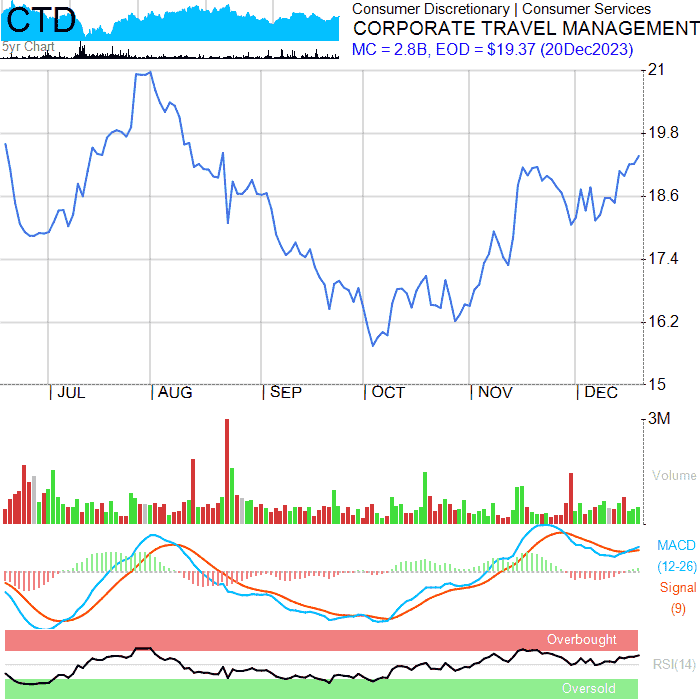 CTD
5yr Chart
Consumer Discretionary | Consumer Services
CORPORATE TRAVEL MANAGEMENT
MC = 2.8B, EOD = $19.37 (20Dec2023)
21
19.8
18.6
17.4
16.2
15
JUL
AUG
SEP
OCT
NOV
DEC
3M
Volume
MACD
(12-26)
Signal
(9)
Overbought
RSI(14)
Oversold